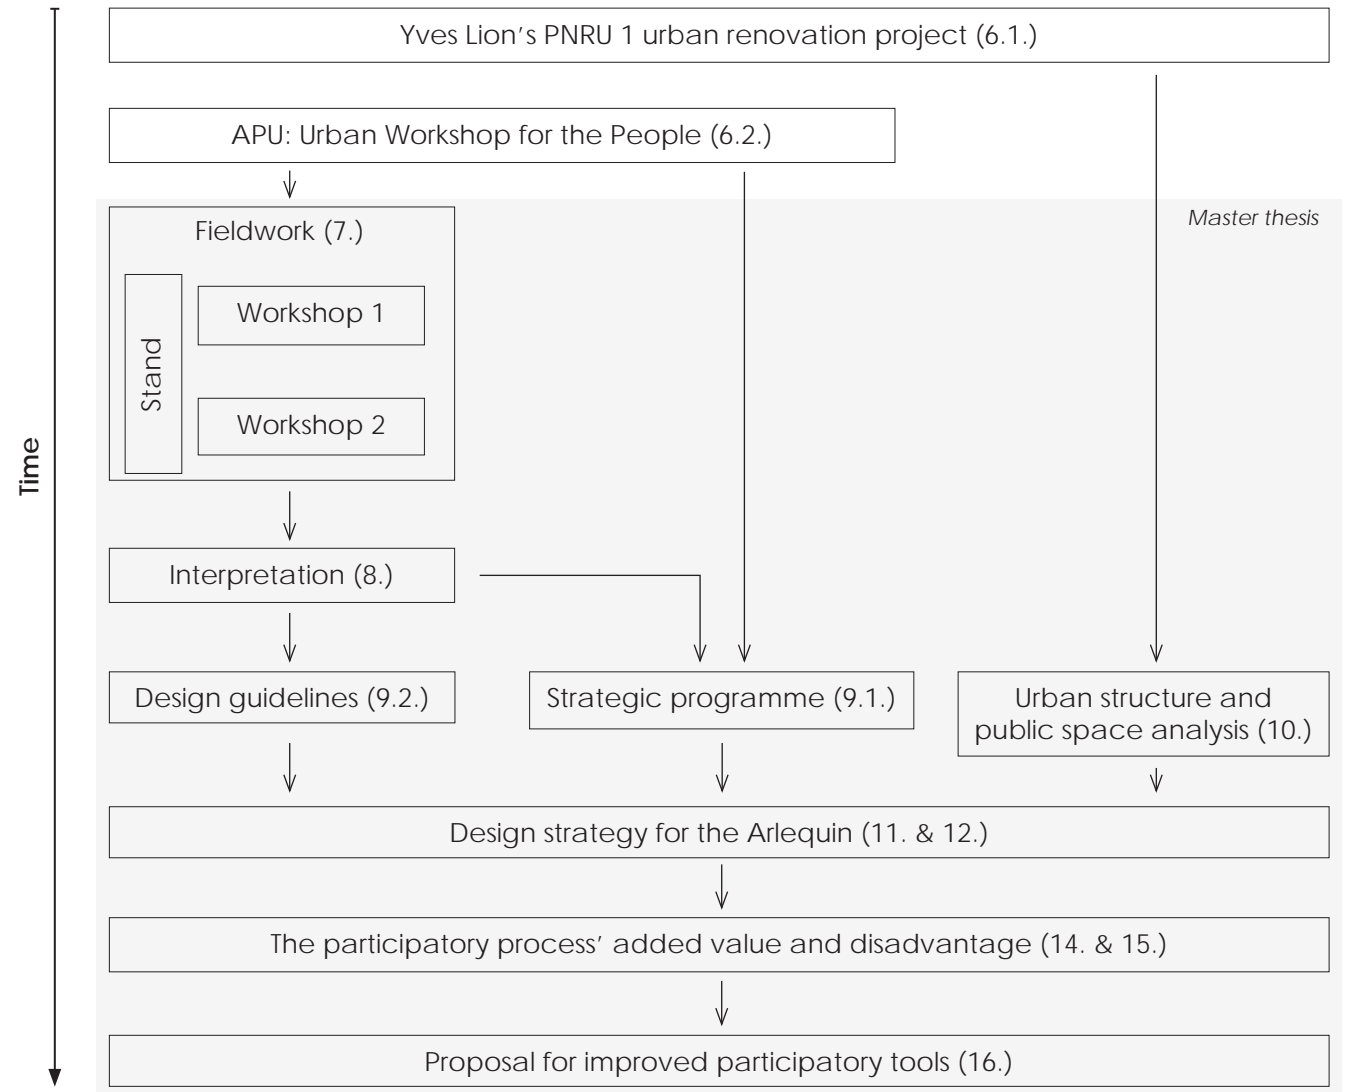 Yves Lion's PNRU 1 urban renovation project (6.1.)
APU: Urban Workshop for the People (6.2.)
Master thesis
Fieldwork (7.)
Stand
Workshop 1
Workshop 2
Time
Interpretation (8.)
Design guidelines (9.2.)
Strategic programme (9.1.)
Urban structure and
public space analysis (10.)
Design strategy for the Arlequin (11. & 12.)
The participatory process' added value and disadvantage (14. & 15.)
Proposal for improved participatory tools (16.)